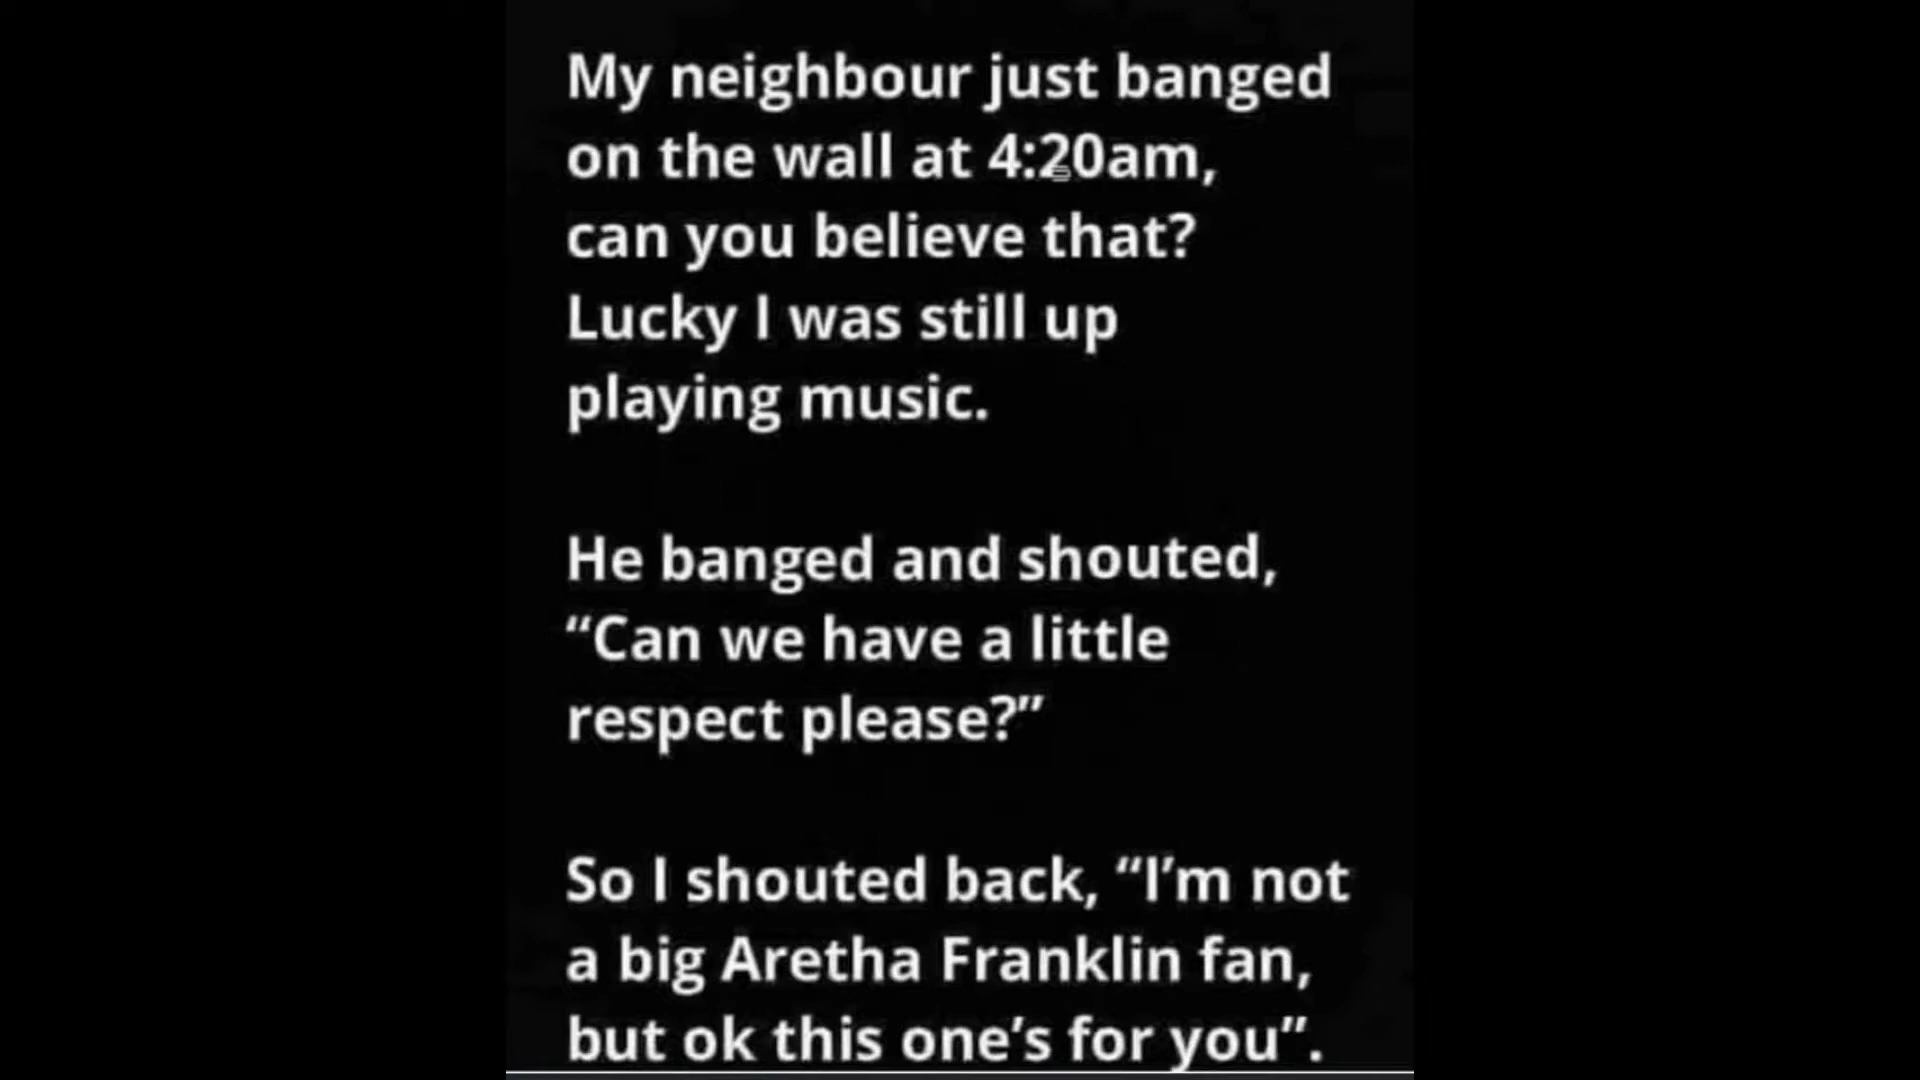 My neighbour just banged
on the wall at 4:20am,
can you believe that?
Lucky I was still up
playing music.
He banged and shouted,
“Can we have a little
respect please?”
So I shouted back, “I’m not
a big Aretha Franklin fan,
but ok this one’s for you”.